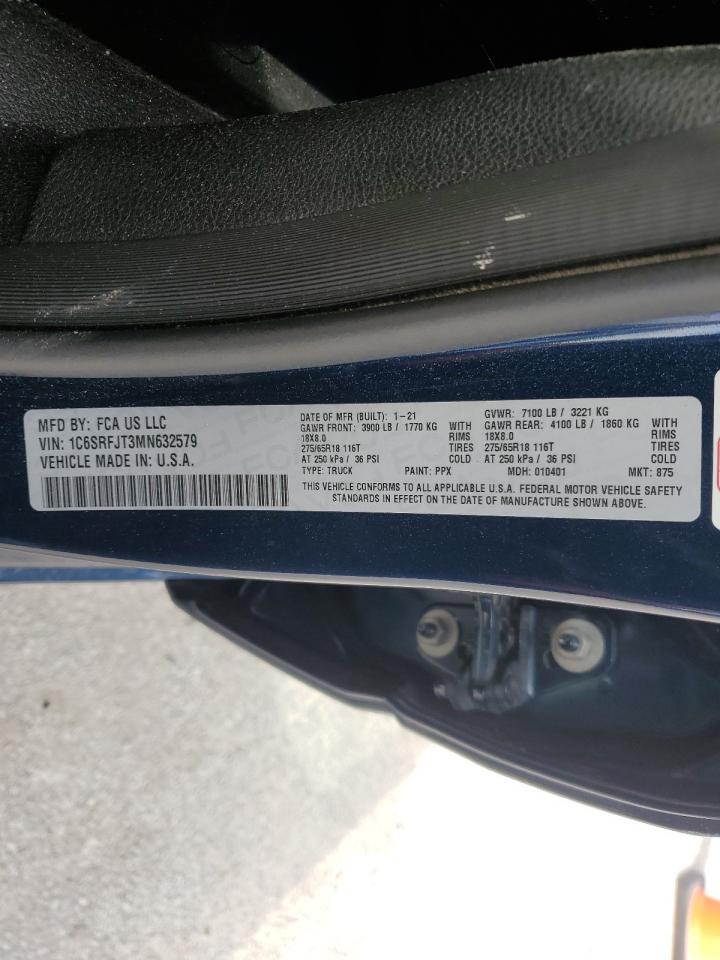 MFD BY: FCA US LLC
VIN: 1C6SRFJT3MN632579
VEHICLE MADE IN: U.S.A.
DATE OF MFR (BUILT): 1-21 GVWR: 7100 LB / 3221 KG
GAWR FRONT: 3900 LB / 1770 KG WITH GAWR REAR: 4100 LB / 1860 KG WITH
18X8.0 RIMS 18X8.0 RIMS
275/65R18 116T TIRES 275/65R18 116T TIRES
AT 250 kPa / 36 PSI COLD AT 250 kPa / 36 PSI COLD
TYPE: TRUCK PAINT: PPX MDH: 010401 MKT: 875
THIS VEHICLE CONFORMS TO ALL APPLICABLE U.S.A. FEDERAL MOTOR VEHICLE SAFETY
STANDARDS IN EFFECT ON THE DATE OF MANUFACTURE SHOWN ABOVE.